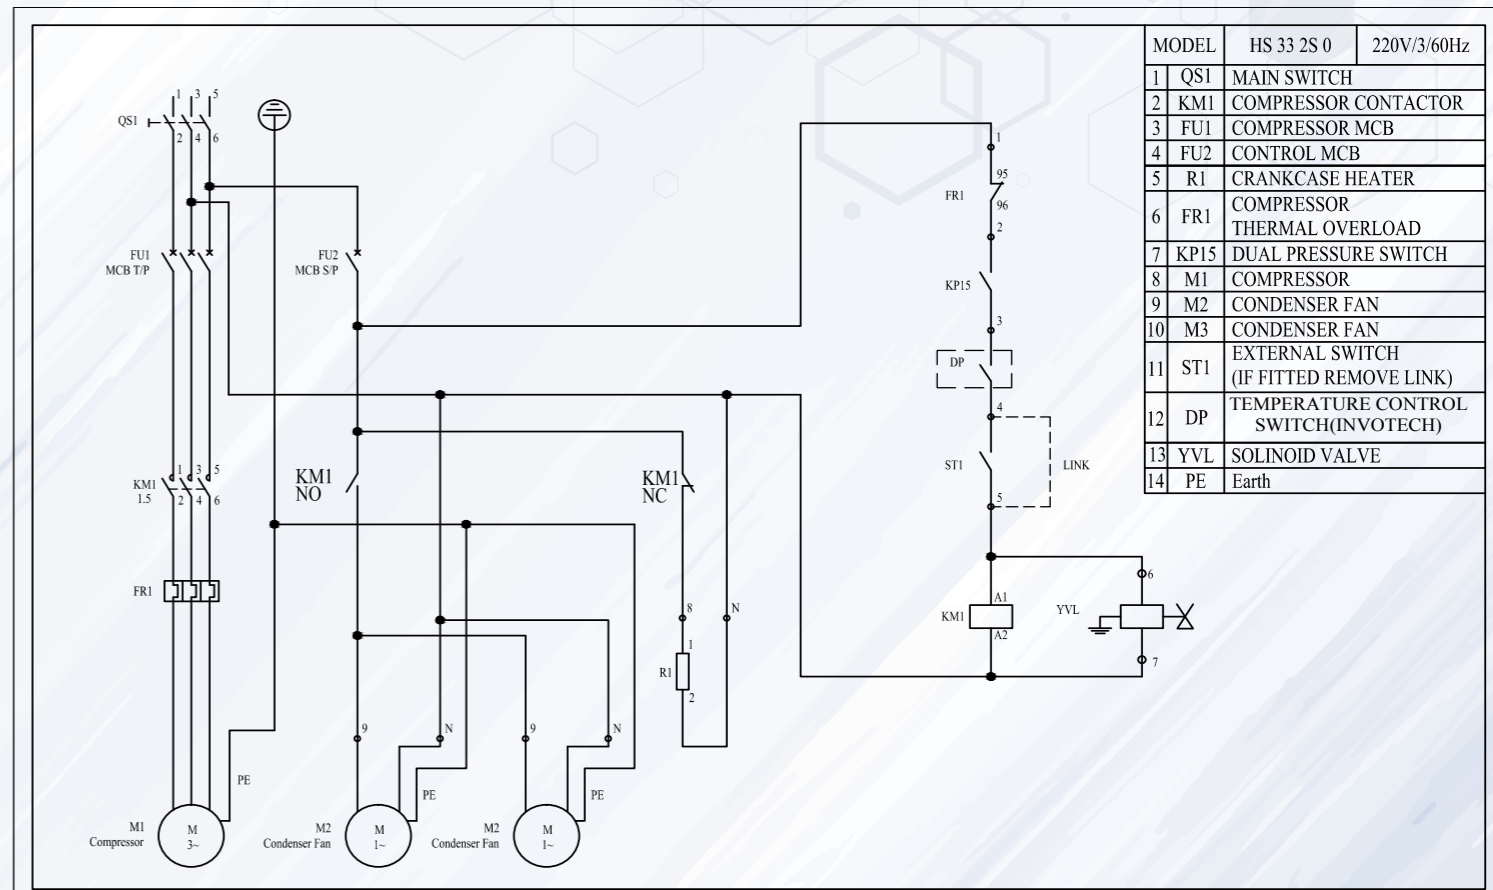 MODEL HS 33 2S 0 220V/3/60Hz
1 QS1 MAIN SWITCH
2 KM1 COMPRESSOR CONTACTOR
3 FU1 COMPRESSOR MCB
4 FU2 CONTROL MCB
5 R1 CRANKCASE HEATER
6 FR1 COMPRESSOR
THERMAL OVERLOAD
7 KP15 DUAL PRESSURE SWITCH
8 M1 COMPRESSOR
9 M2 CONDENSER FAN
10 M3 CONDENSER FAN
11 ST1 EXTERNAL SWITCH
(IF FITTED REMOVE LINK)
12 DP TEMPERATURE CONTROL
SWITCH(INVOTECH)
13 YVL SOLINOID VALVE
14 PE Earth
1 3 5
QS1
2 4 6
FU1
MCB T/P
FU2
MCB S/P
KM1
1.5
1 3 5
2 4 6
FR1
KM1
NO
KM1
NC
8 N
1
R1
2
9 N 9 N
PE
PE
PE
M1
Compressor
M
3~
M2
Condenser Fan
M
1~
M2
Condenser Fan
M
1~
1
95
FR1
96
2
KP15
3
DP
4
ST1
LINK
5
6
A1
KM1
A2
YVL
7